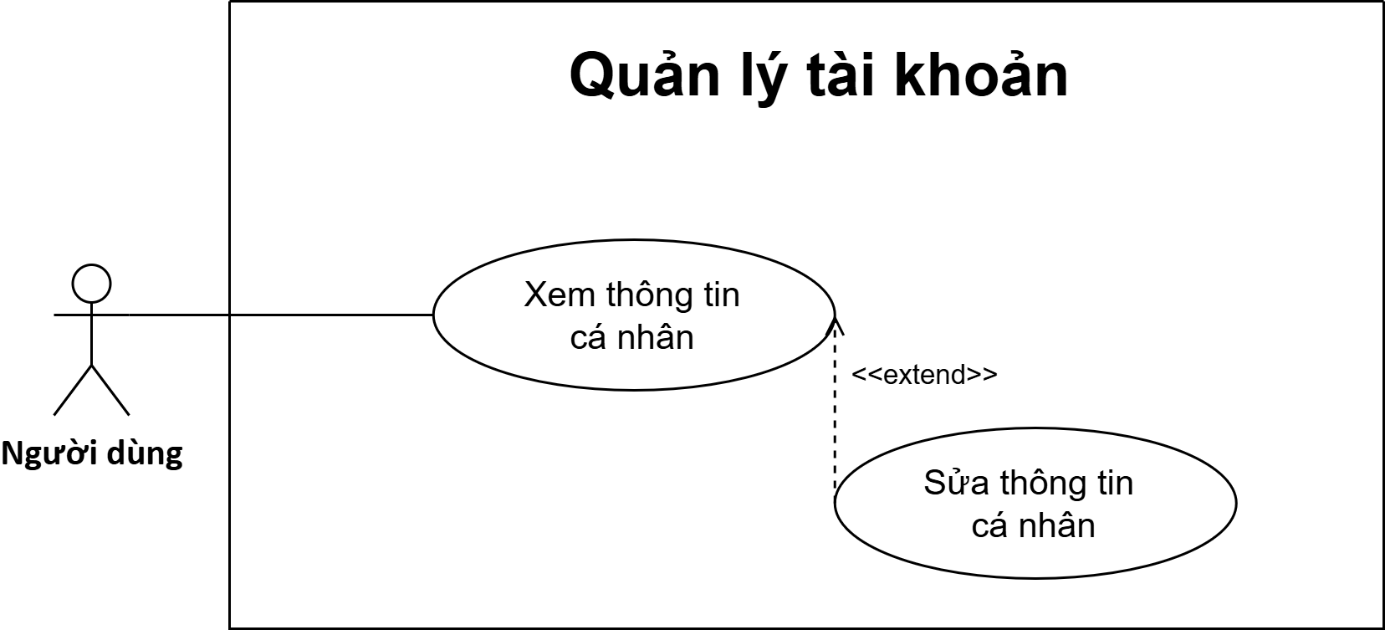 Quản lý tài khoản
Xem thông tin
cá nhân
<<extend>>
Người dùng
Sửa thông tin
cá nhân